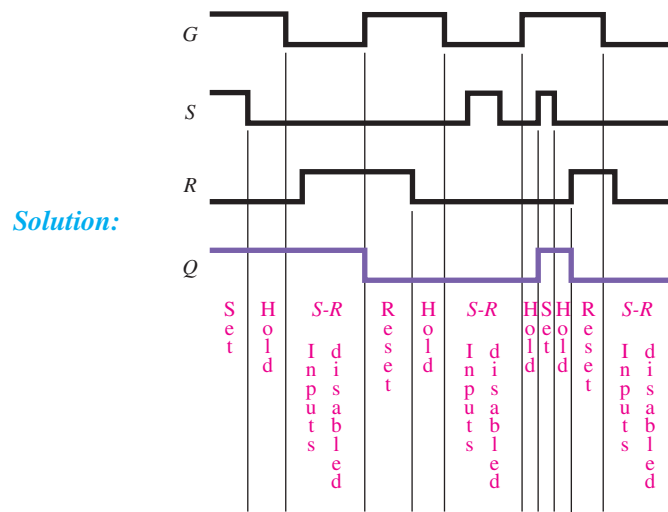 G
S
R
Solution:
Q
Set
Hold
S-R
Inputs
disabled
Reset
Hold
S-R
Inputs
disabled
Hold
Set
Hold
Reset
S-R
Inputs
disabled